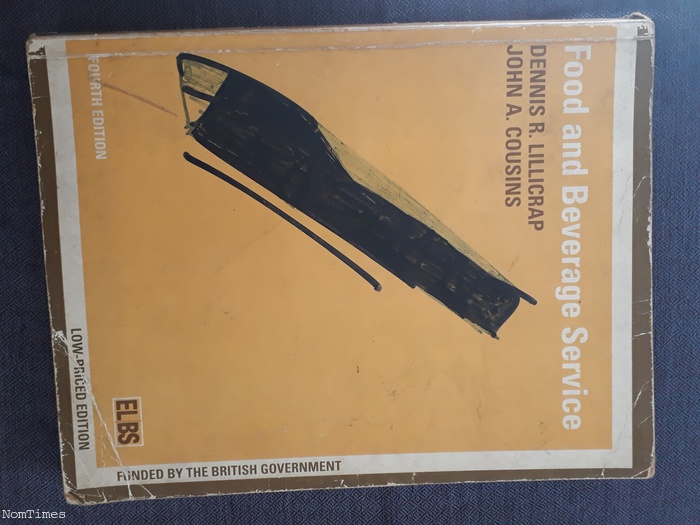 Food and Beverage Service
DENNIS R. LILLICRAP
JOHN A. COUSINS
FOURTH EDITION
ELBS
LOW-PRICED EDITION
FUNDED BY THE BRITISH GOVERNMENT
NomTimes